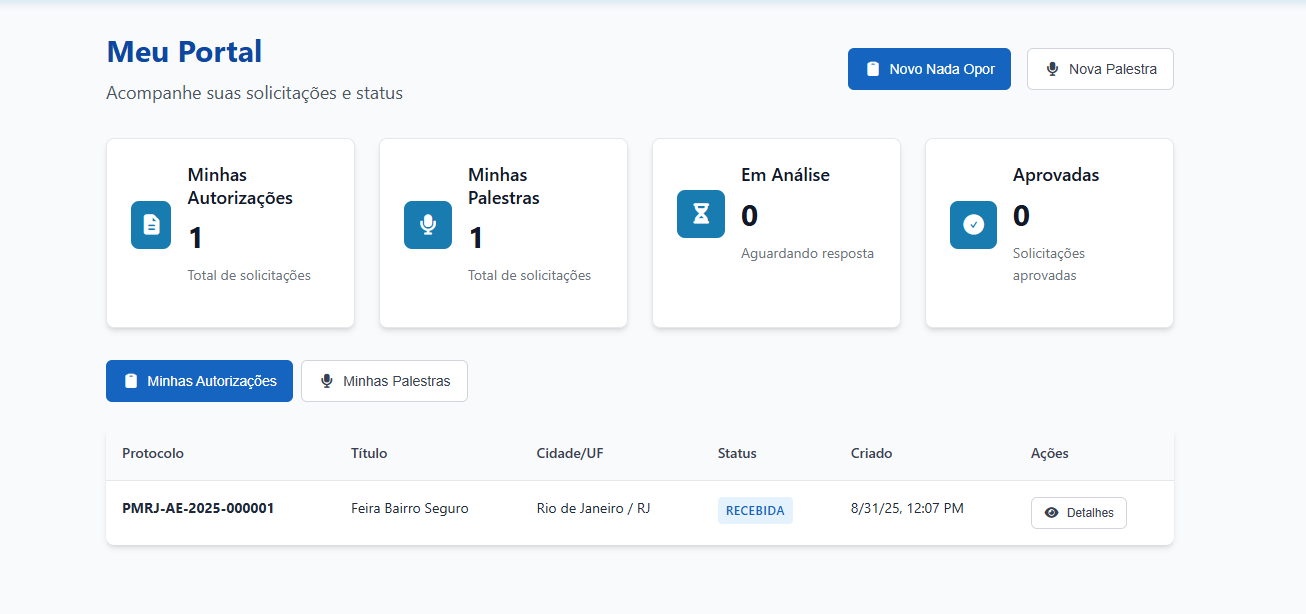 Meu Portal
Acompanhe suas solicitações e status
Novo Nada Opor
Nova Palestra
Minhas
Autorizações
1
Total de solicitações
Minhas
Palestras
1
Total de solicitações
Em Análise
0
Aguardando resposta
Aprovadas
0
Solicitações
aprovadas
Minhas Autorizações
Minhas Palestras
Protocolo Título Cidade/UF Status Criado Ações
PMRJ-AE-2025-000001 Feira Bairro Seguro Rio de Janeiro / RJ RECEBIDA 8/31/25, 12:07 PM Detalhes